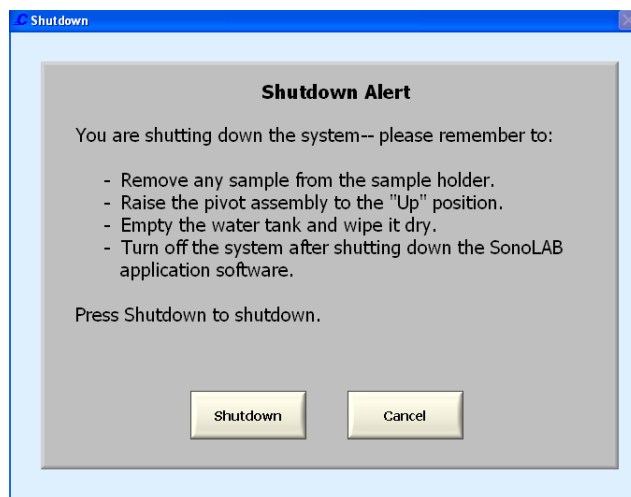 C Shutdown
Shutdown Alert
You are shutting down the system-- please remember to:
- Remove any sample from the sample holder.
- Raise the pivot assembly to the "Up" position.
- Empty the water tank and wipe it dry.
- Turn off the system after shutting down the SonoLAB
application software.
Press Shutdown to shutdown.
Shutdown Cancel